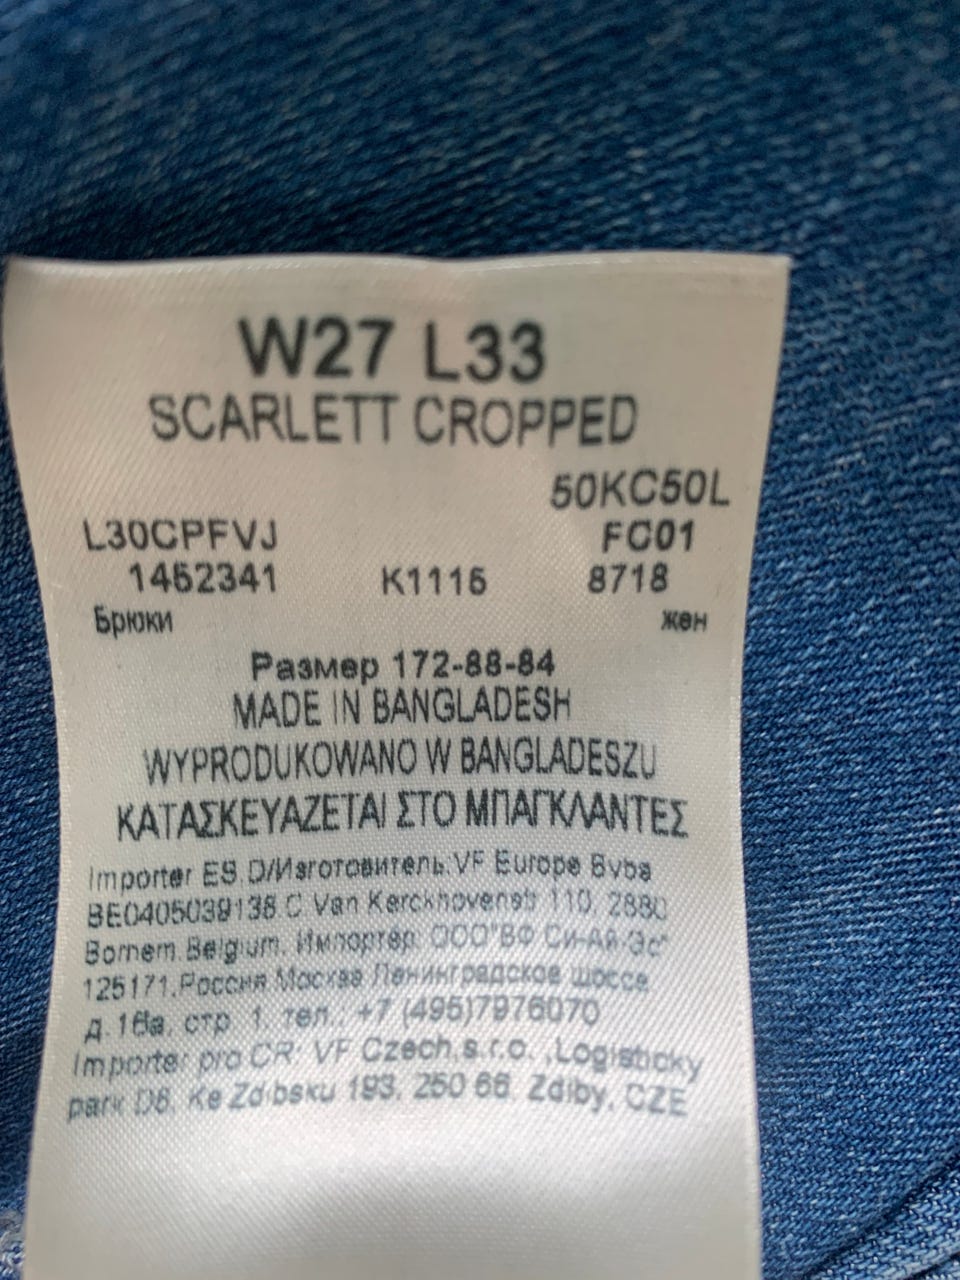 W27 L33
SCARLETT CROPPED
50KC50L
L30CPFVJ FC01
1452341 K1115 8718
Брюки жен
Размер 172-88-84
MADE IN BANGLADESH
WYPRODUKOWANO W BANGLADESZU
ΚΑΤΑΣΚΕΥΑΖΕΤΑΙ ΣΤΟ ΜΠΑΓΚΛΑΝΤΕΣ
Importer ES,D/Изготовитель:VF Europe Bvba
BE0405039138.C Van Kerckhovenstr 110, 2880
Bornem.Belgium. Импортер: ООО"ВФ Си-Ай-Эс"
125171,Россия Москва Ленинградское шоссе
д.16а, стр. 1. тел.: +7 (495)7976070
Importer pro CR: VF Czech,s.r.o. ,Logisticky
park D8, Ke Zdibsku 193, 250 66 Zdiby, CZE